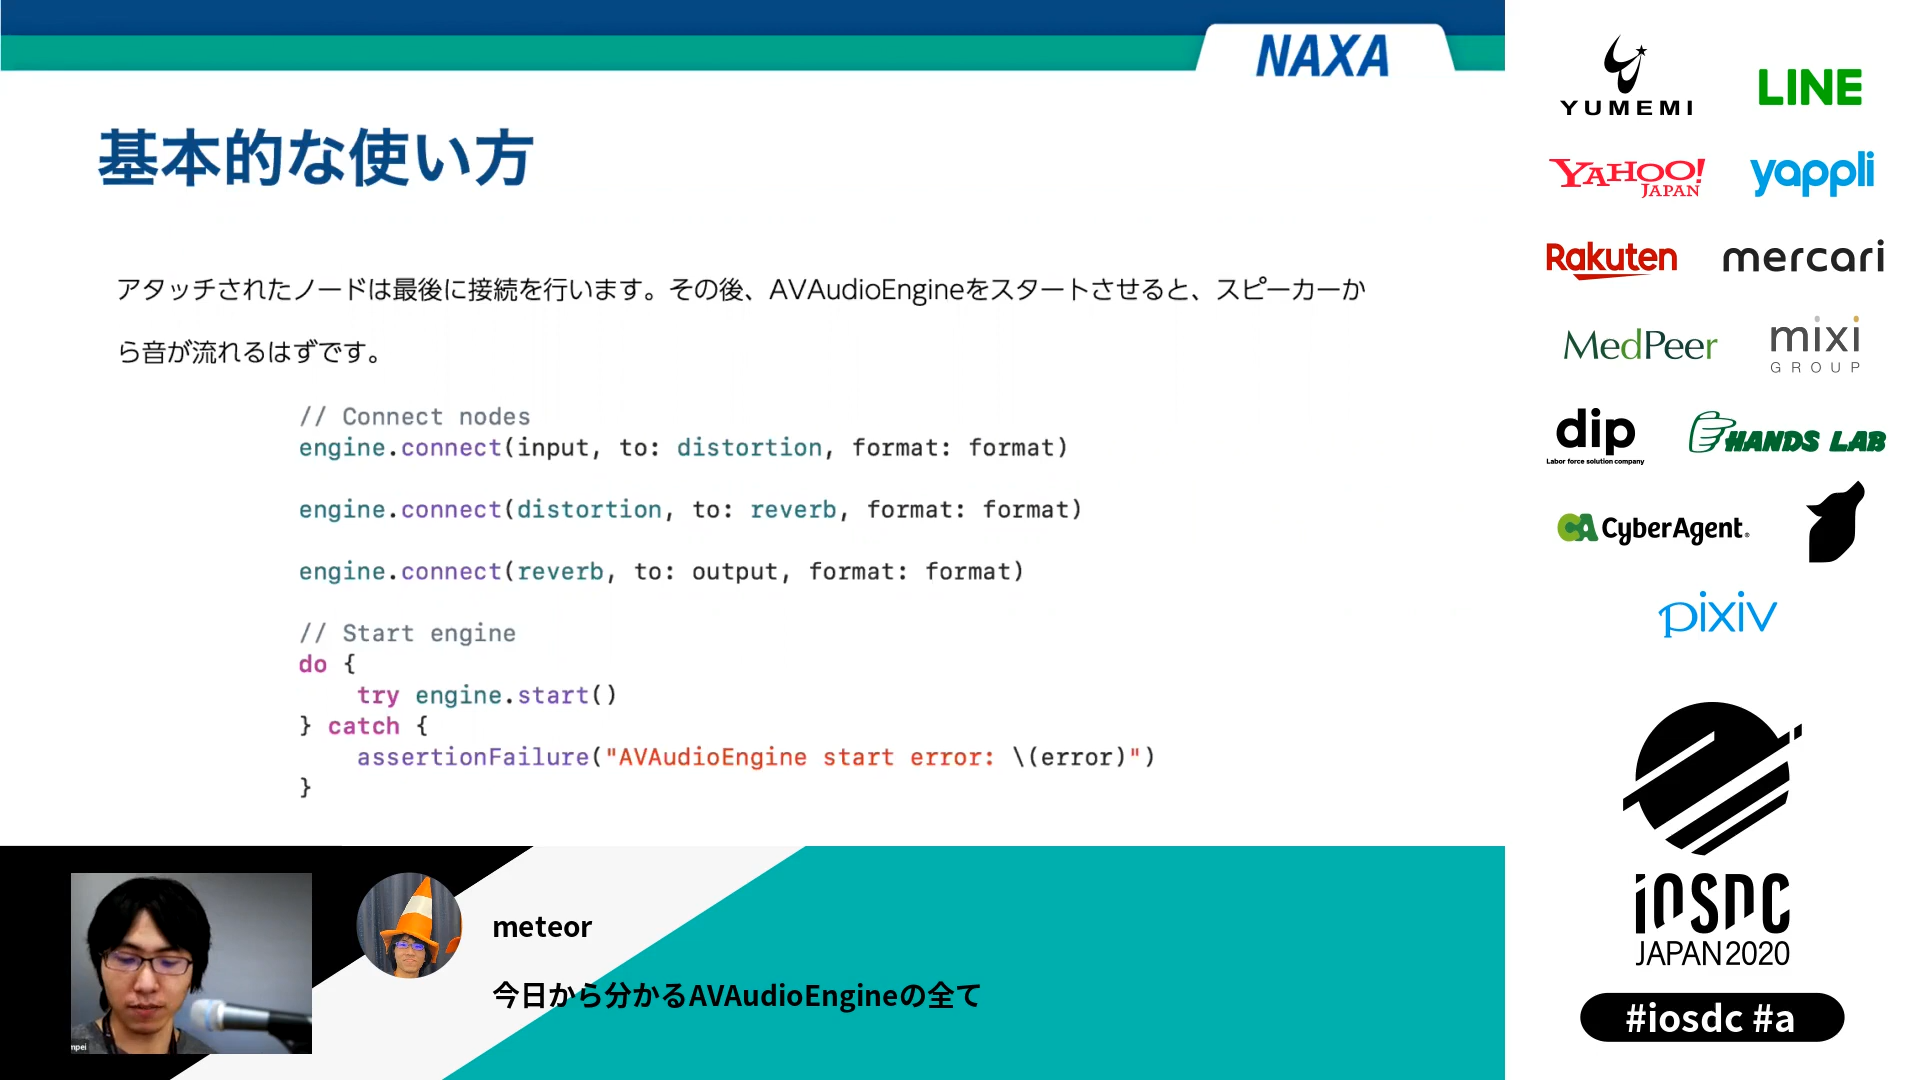 NAXA
基本的な使い方
アタッチされたノードは最後に接続を行います。その後、AVAudioEngineをスタートさせると、スピーカーか
ら音が流れるはずです。
// Connect nodes
engine.connect(input, to: distortion, format: format)
engine.connect(distortion, to: reverb, format: format)
engine.connect(reverb, to: output, format: format)
// Start engine
do {
    try engine.start()
} catch {
    assertionFailure("AVAudioEngine start error: \(error)")
}
mpei
meteor
今日から分かるAVAudioEngineの全て
YUMEMI
LINE
YAHOO!
JAPAN
yappli
Rakuten
mercari
MedPeer
mixi
GROUP
dip
Labor force solution company
HANDS LAB
CA CyberAgent®
pixiv
iOSDC
JAPAN2020
#iosdc #a